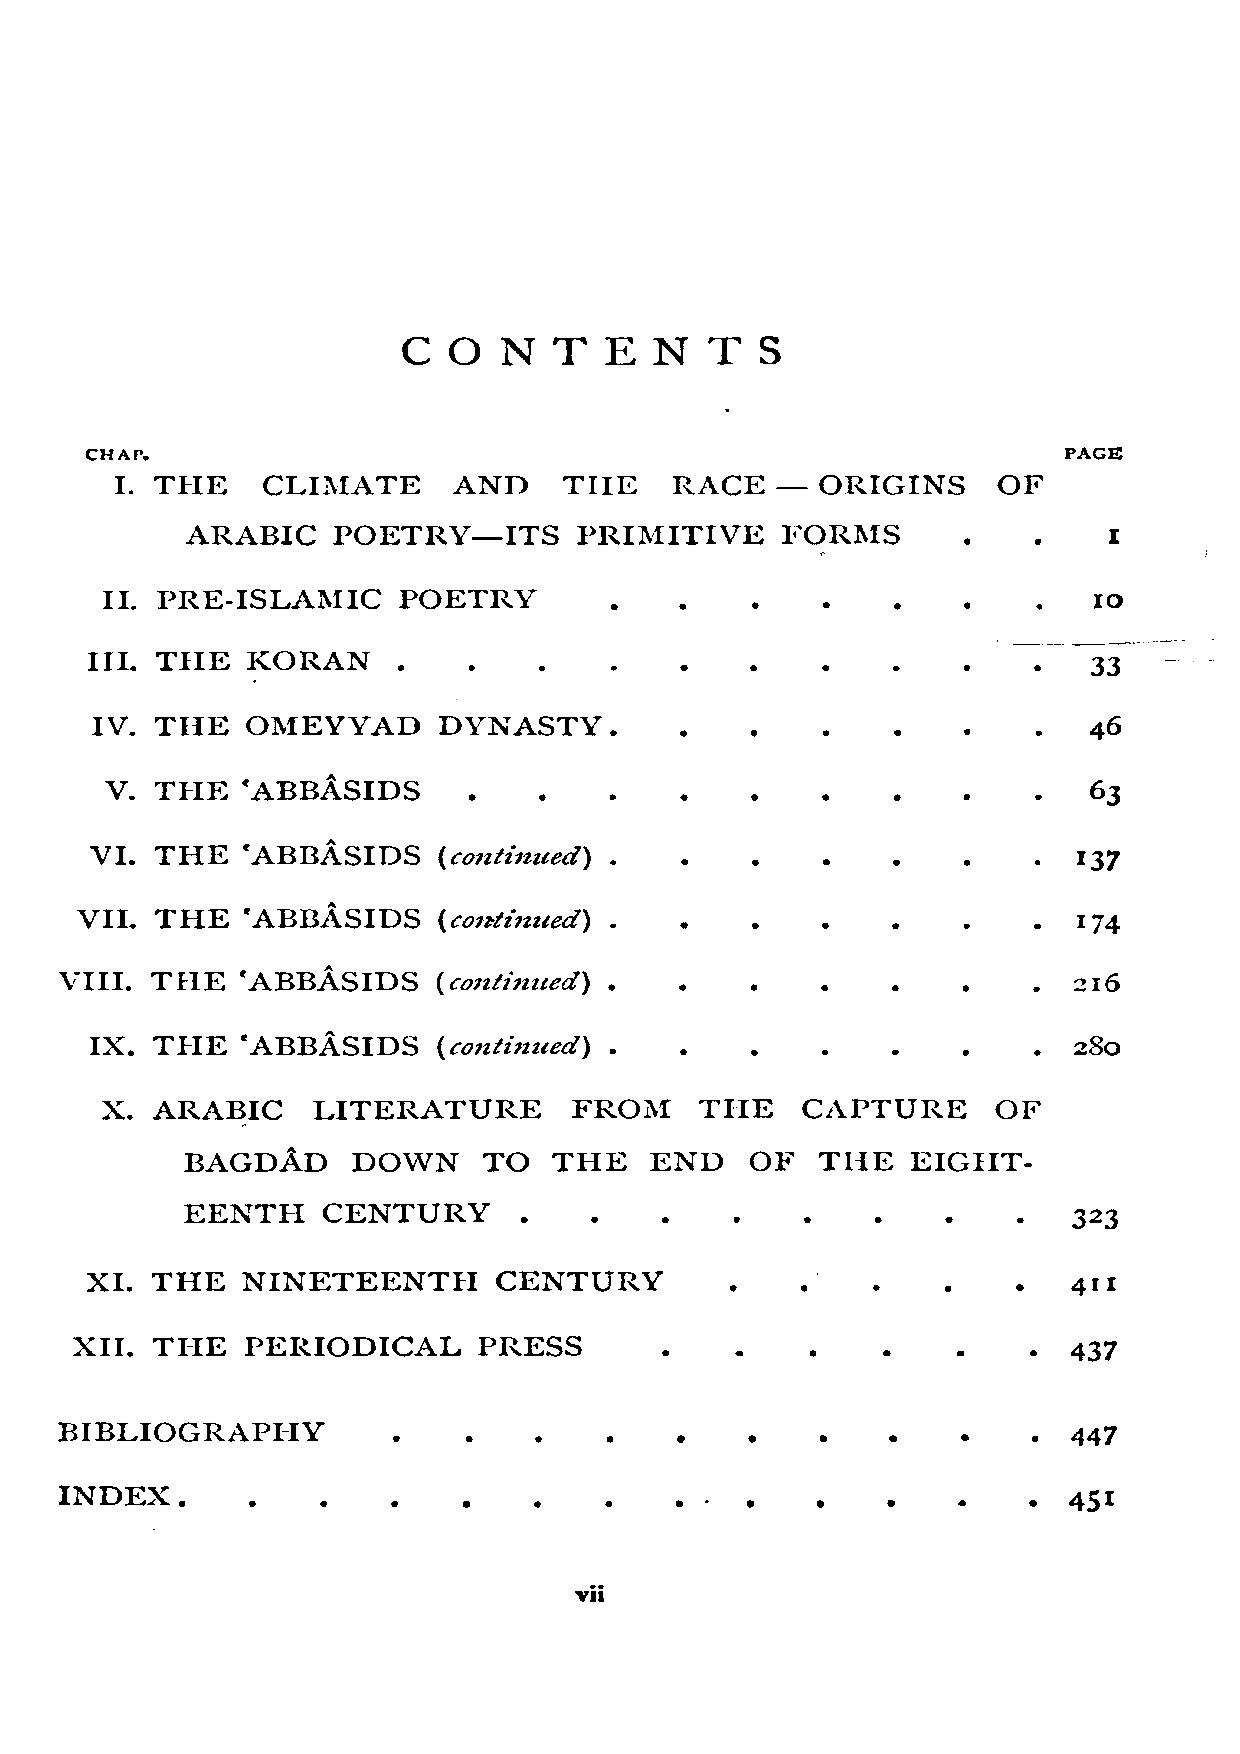 CONTENTS
CHAP. PAGE
I. THE CLIMATE AND THE RACE — ORIGINS OF
ARABIC POETRY—ITS PRIMITIVE FORMS . . 1
II. PRE-ISLAMIC POETRY . . . . . . . 10
III. THE KORAN . . . . . . . . . . 33
IV. THE OMEYYAD DYNASTY . . . . . . . 46
V. THE ‘ABBÂSIDS . . . . . . . . . 63
VI. THE ‘ABBÂSIDS (continued) . . . . . . . 137
VII. THE ‘ABBÂSIDS (continued) . . . . . . . 174
VIII. THE ‘ABBÂSIDS (continued) . . . . . . . 216
IX. THE ‘ABBÂSIDS (continued) . . . . . . . 280
X. ARABIC LITERATURE FROM THE CAPTURE OF
BAGDÂD DOWN TO THE END OF THE EIGHT-
EENTH CENTURY . . . . . . . . 323
XI. THE NINETEENTH CENTURY . . . . . 411
XII. THE PERIODICAL PRESS . . . . . . 437
BIBLIOGRAPHY . . . . . . . . . . 447
INDEX . . . . . . . . . . . . . 451
vii